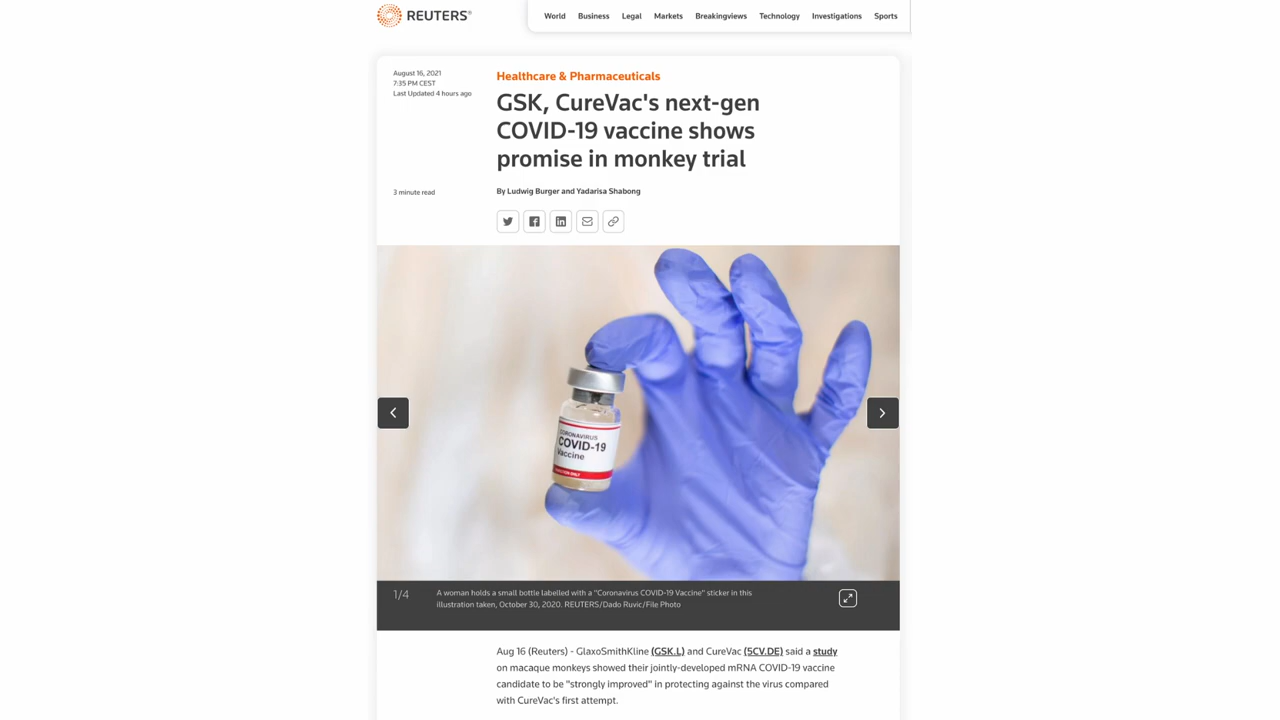 REUTERS®
World Business Legal Markets Breakingviews Technology Investigations Sports
August 16, 2021
7:35 PM CEST
Last Updated 4 hours ago
Healthcare & Pharmaceuticals
GSK, CureVac's next-gen
COVID-19 vaccine shows
promise in monkey trial
3 minute read
By Ludwig Burger and Yadarisa Shabong
CORONAVIRUS
COVID-19
Vaccine
INJECTION ONLY
1/4
A woman holds a small bottle labelled with a "Coronavirus COVID-19 Vaccine" sticker in this
illustration taken, October 30, 2020. REUTERS/Dado Ruvic/File Photo
Aug 16 (Reuters) - GlaxoSmithKline (GSK.L) and CureVac (5CV.DE) said a study
on macaque monkeys showed their jointly-developed mRNA COVID-19 vaccine
candidate to be "strongly improved" in protecting against the virus compared
with CureVac's first attempt.